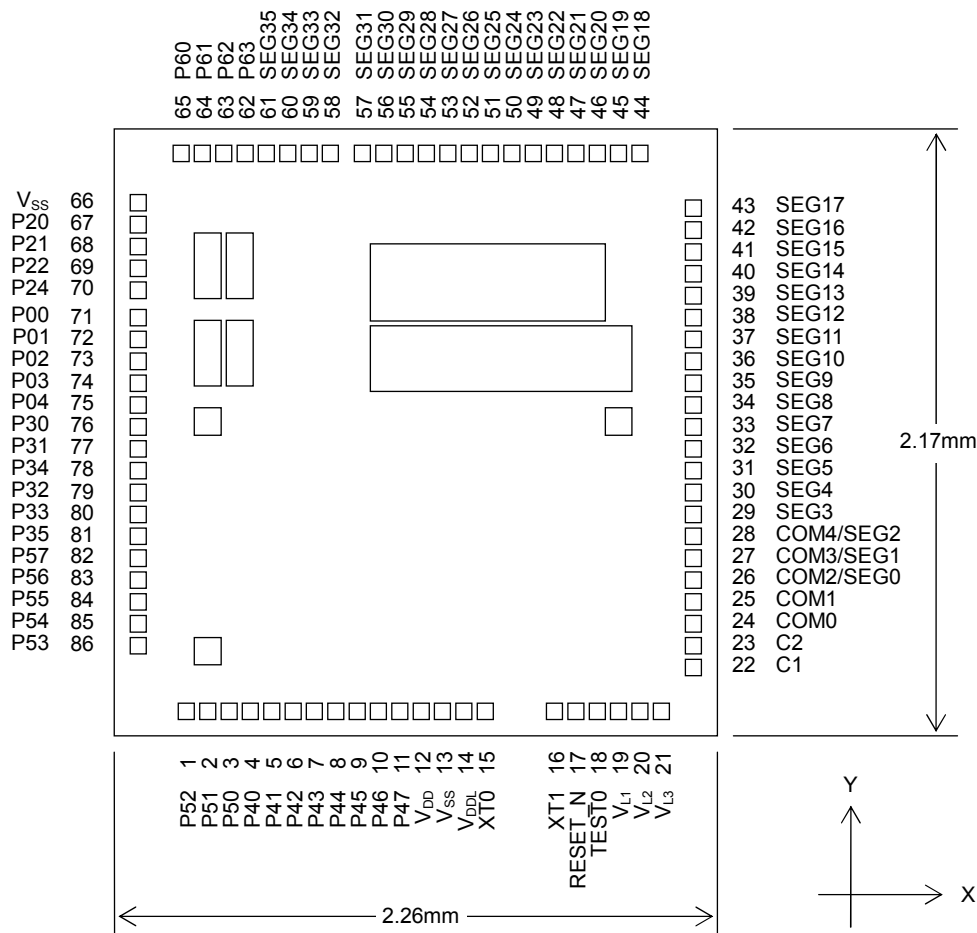 65 P60
64 P61
63 P62
62 P63
61 SEG35
60 SEG34
59 SEG33
58 SEG32
57 SEG31
56 SEG30
55 SEG29
54 SEG28
53 SEG27
52 SEG26
51 SEG25
50 SEG24
49 SEG23
48 SEG22
47 SEG21
46 SEG20
45 SEG19
44 SEG18
VSS 66
P20 67
P21 68
P22 69
P24 70
P00 71
P01 72
P02 73
P03 74
P04 75
P30 76
P31 77
P34 78
P32 79
P33 80
P35 81
P57 82
P56 83
P55 84
P54 85
P53 86
43 SEG17
42 SEG16
41 SEG15
40 SEG14
39 SEG13
38 SEG12
37 SEG11
36 SEG10
35 SEG9
34 SEG8
33 SEG7
32 SEG6
31 SEG5
30 SEG4
29 SEG3
28 COM4/SEG2
27 COM3/SEG1
26 COM2/SEG0
25 COM1
24 COM0
23 C2
22 C1
2.17mm
P52 1
P51 2
P50 3
P40 4
P41 5
P42 6
P43 7
P44 8
P45 9
P46 10
P47 11
VDD 12
VSS 13
VDDL 14
XT0 15
XT1 16
RESET_N 17
TEST0 18
VL1 19
VL2 20
VL3 21
2.26mm
Y
X